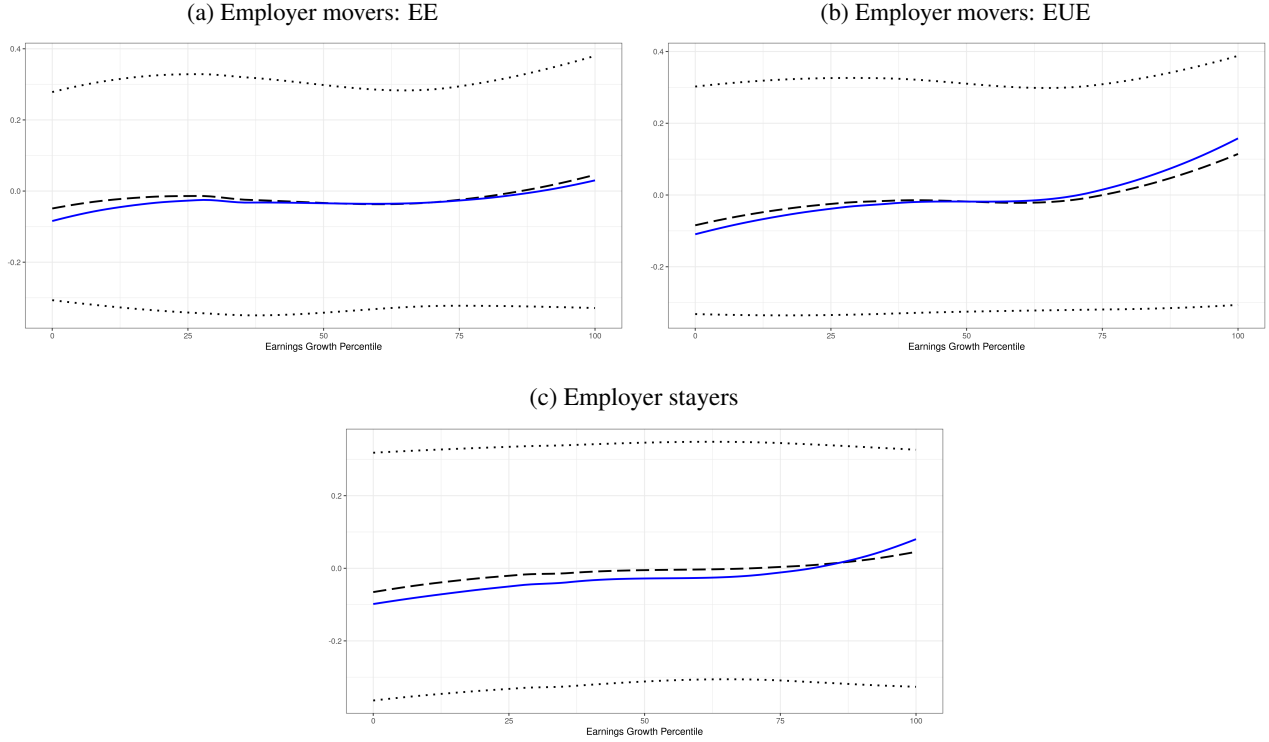 (a) Employer movers: EE
0.4
0.2
0.0
-0.2
0 25 50 75 100
Earnings Growth Percentile
(b) Employer movers: EUE
0.4
0.2
0.0
-0.2
0 25 50 75 100
Earnings Growth Percentile
(c) Employer stayers
0.2
0.0
-0.2
0 25 50 75 100
Earnings Growth Percentile